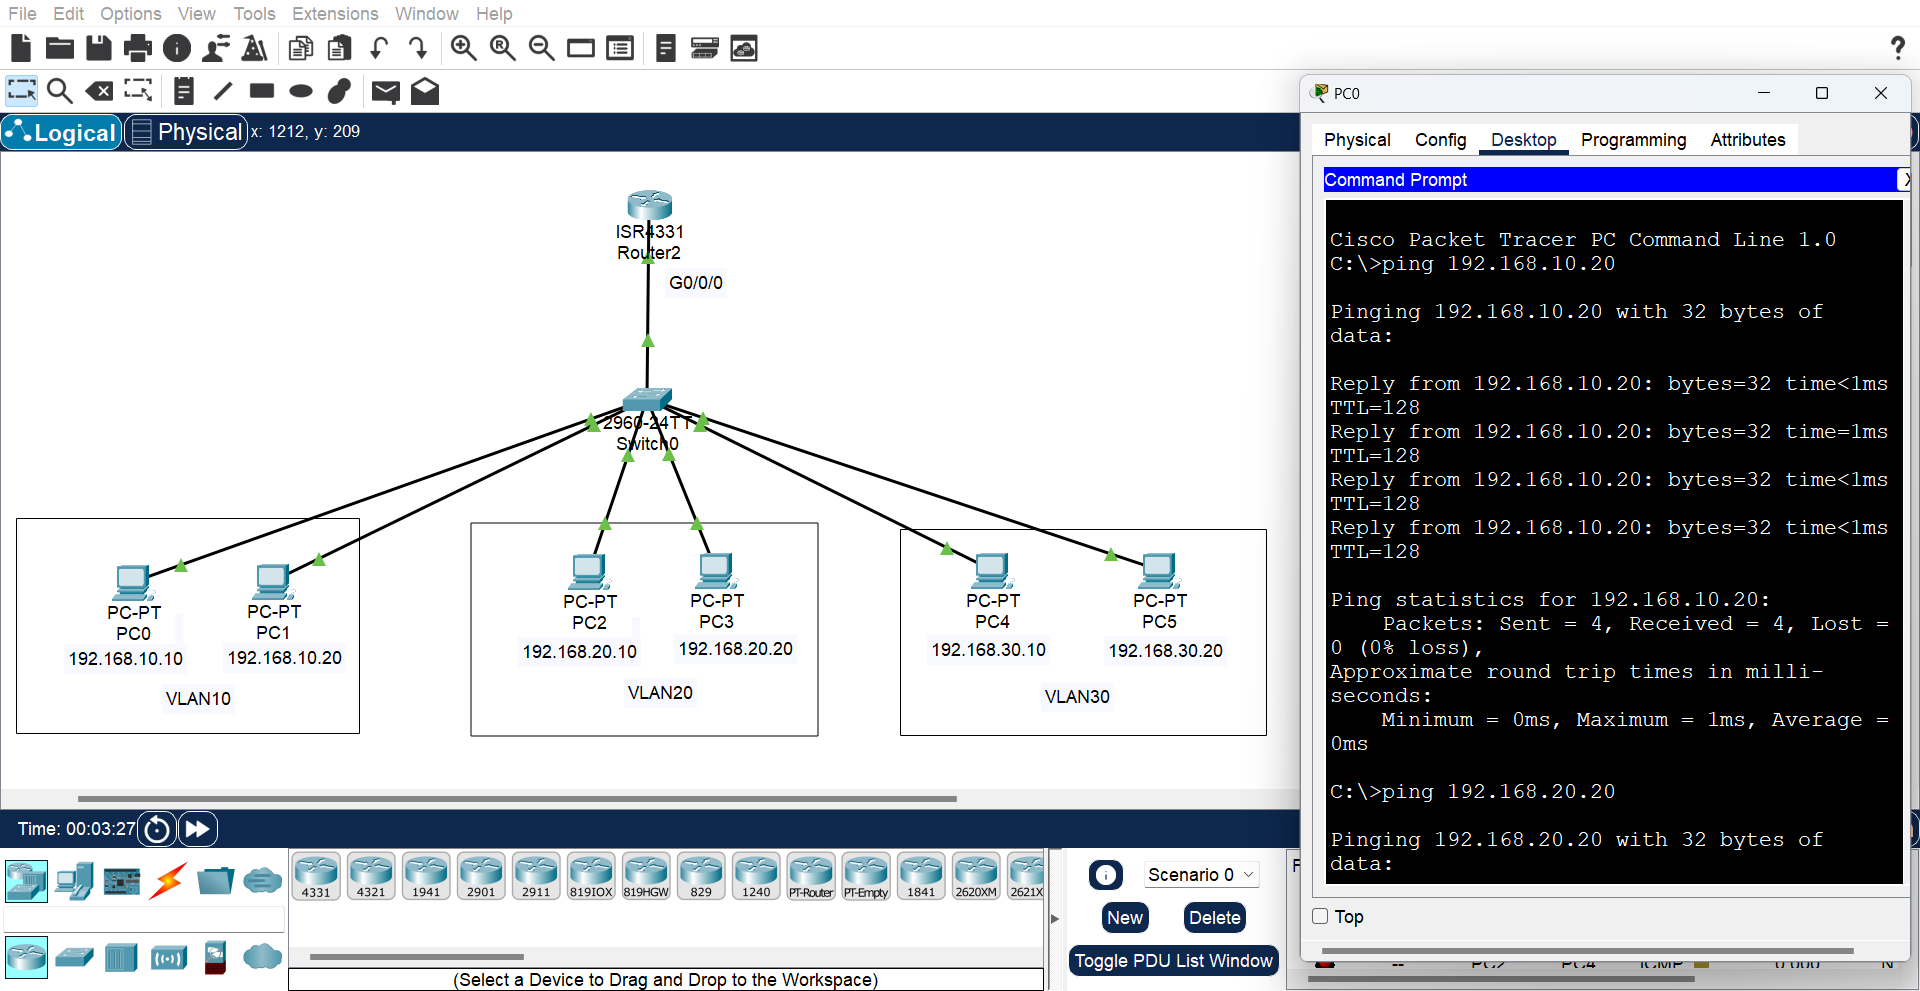 File Edit Options View Tools Extensions Window Help
?
Logical Physical x: 1212, y: 209
ISR4331
Router2
G0/0/0
2960-24TT
Switch0
PC-PT
PC0
192.168.10.10
PC-PT
PC1
192.168.10.20
VLAN10
PC-PT
PC2
192.168.20.10
PC-PT
PC3
192.168.20.20
VLAN20
PC-PT
PC4
192.168.30.10
PC-PT
PC5
192.168.30.20
VLAN30
PC0
Physical Config Desktop Programming Attributes
Command Prompt X
Cisco Packet Tracer PC Command Line 1.0
C:\>ping 192.168.10.20
Pinging 192.168.10.20 with 32 bytes of
data:
Reply from 192.168.10.20: bytes=32 time<1ms
TTL=128
Reply from 192.168.10.20: bytes=32 time=1ms
TTL=128
Reply from 192.168.10.20: bytes=32 time<1ms
TTL=128
Reply from 192.168.10.20: bytes=32 time<1ms
TTL=128
Ping statistics for 192.168.10.20:
Packets: Sent = 4, Received = 4, Lost =
0 (0% loss),
Approximate round trip times in milli-
seconds:
Minimum = 0ms, Maximum = 1ms, Average =
0ms
C:\>ping 192.168.20.20
Pinging 192.168.20.20 with 32 bytes of
data:
Top
Time: 00:03:27
4331 4321 1941 2901 2911 819IOX 819HGW 829 1240 PT-Router PT-Empty 1841 2620XM 2621X
(Select a Device to Drag and Drop to the Workspace)
Scenario 0
New Delete
Toggle PDU List Window
F
-- PC2 PC4 ICMP 0.000 N